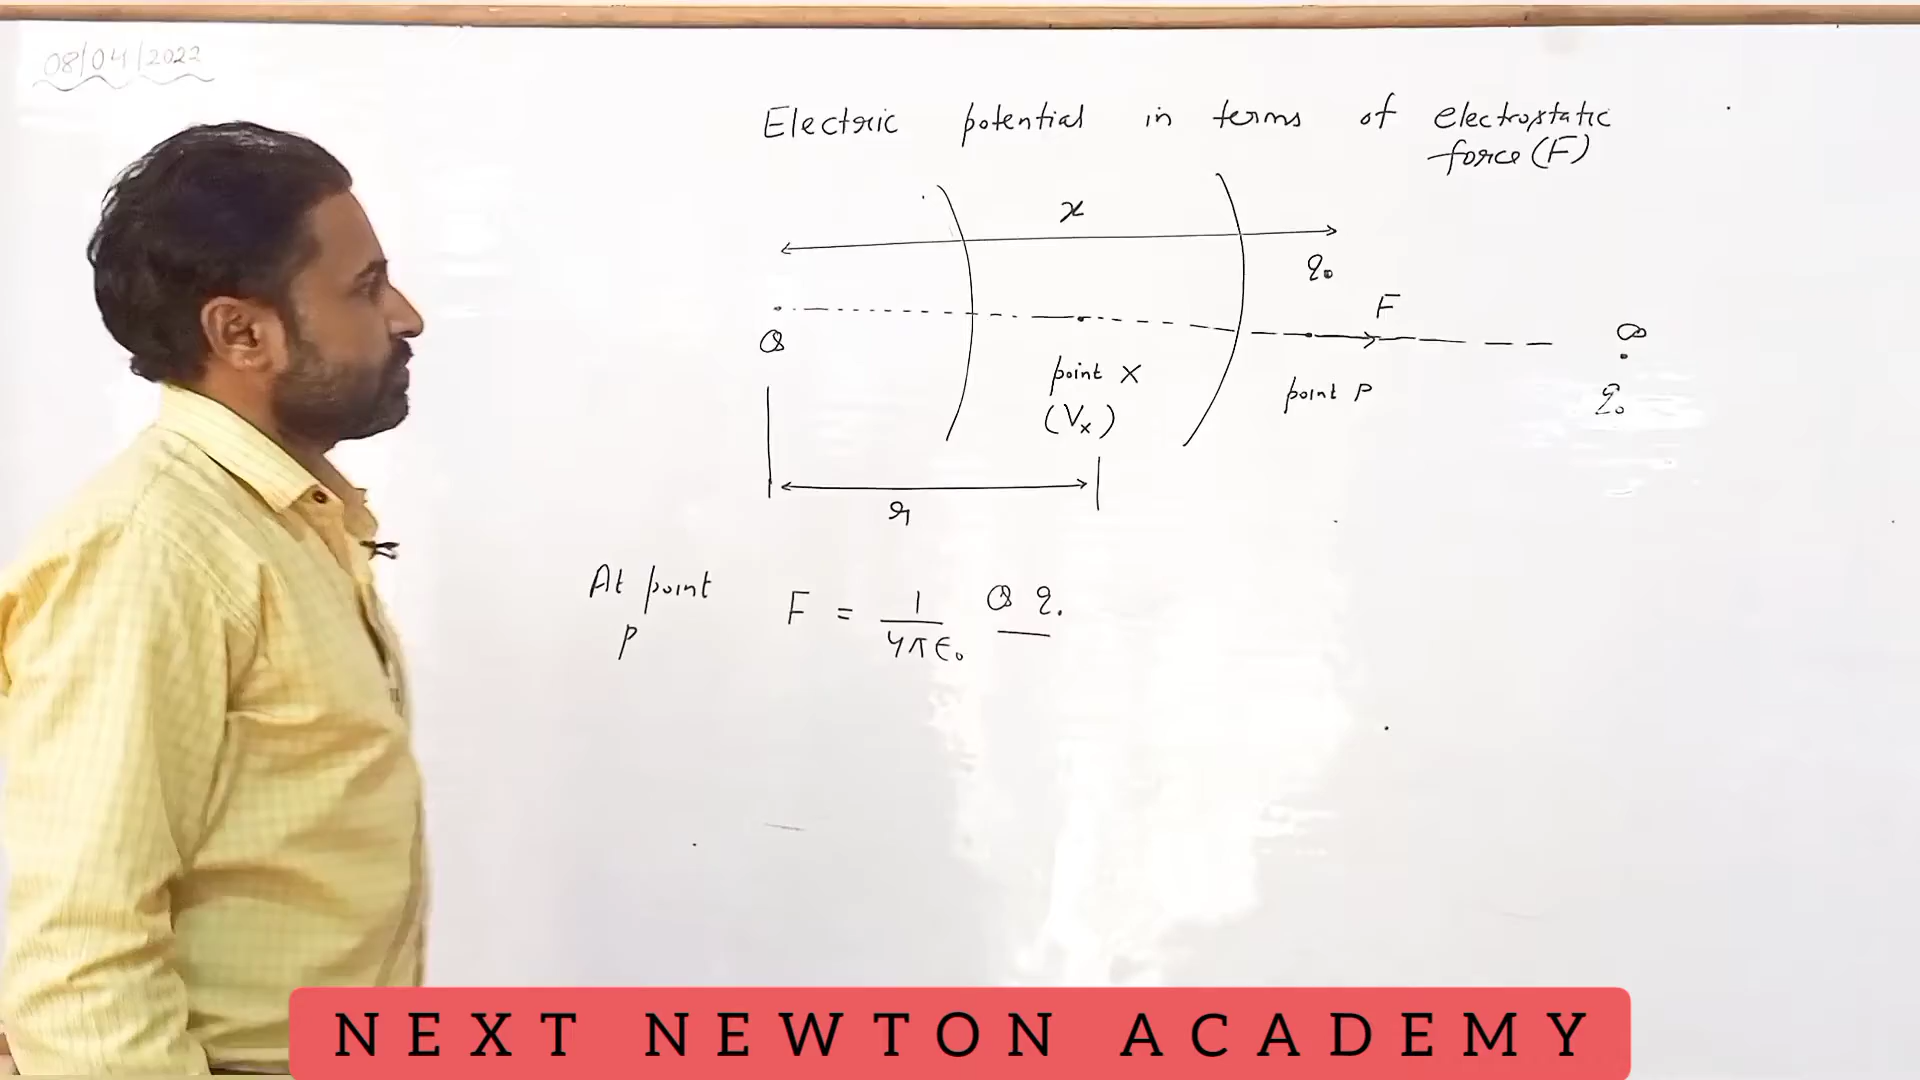 08/04/2022
Electric potential in terms of electrostatic
force (F)
x
q₀
F
Q
∞
point X
point P
q₀
(Vₓ)
r
At point
P
F = 1/4πε₀ Q q₀
NEXT NEWTON ACADEMY